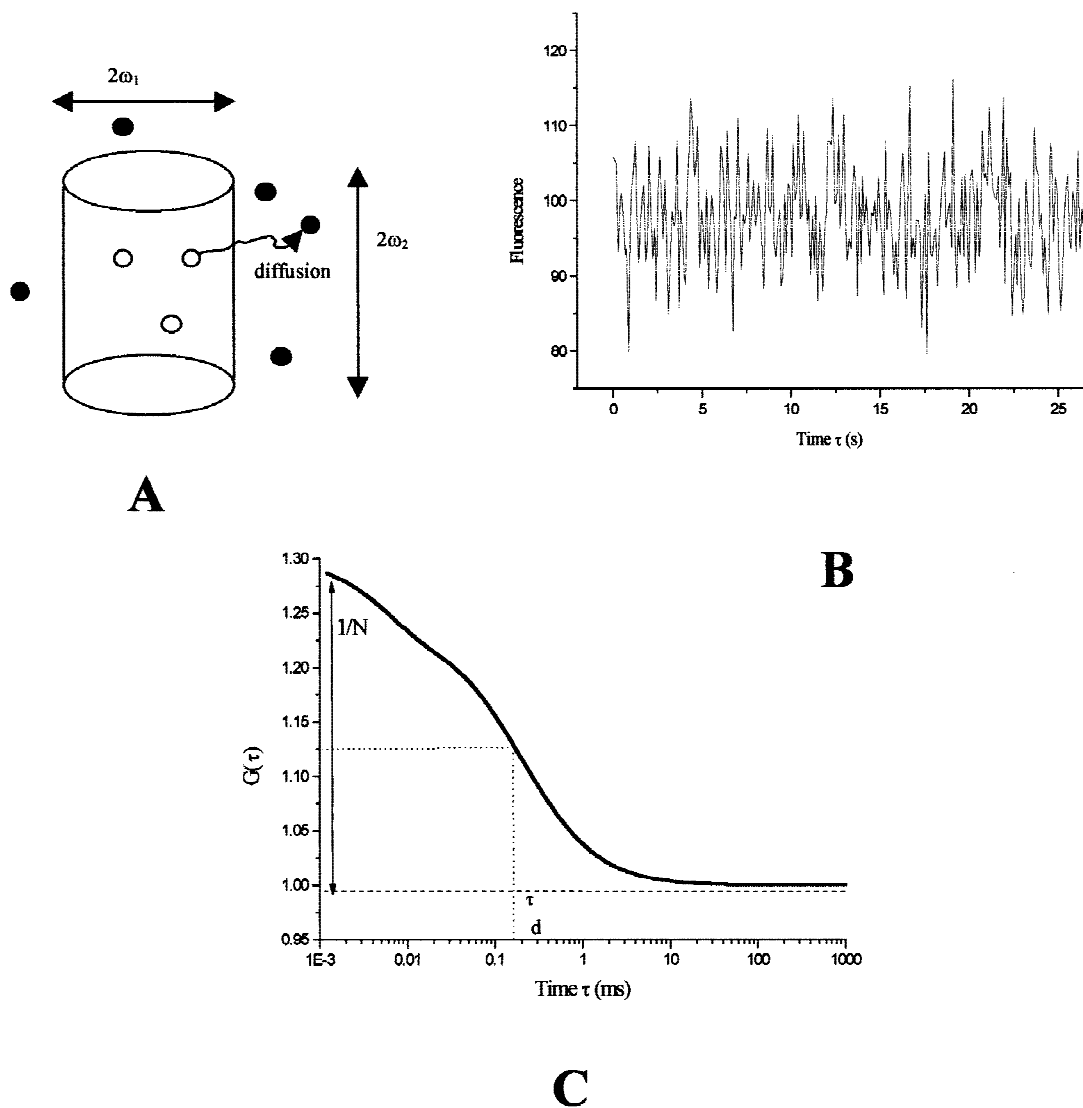 2ω₁
2ω₂
diffusion
A
125
120
110
100
90
80
Fluorescence
0
5
10
15
20
25
Time τ (s)
B
1.30
1.25
1.20
1.15
1.10
1.05
1.00
0.95
G(τ)
1/N
τ
d
1E-3
0.01
0.1
1
10
100
1000
Time τ (ms)
C